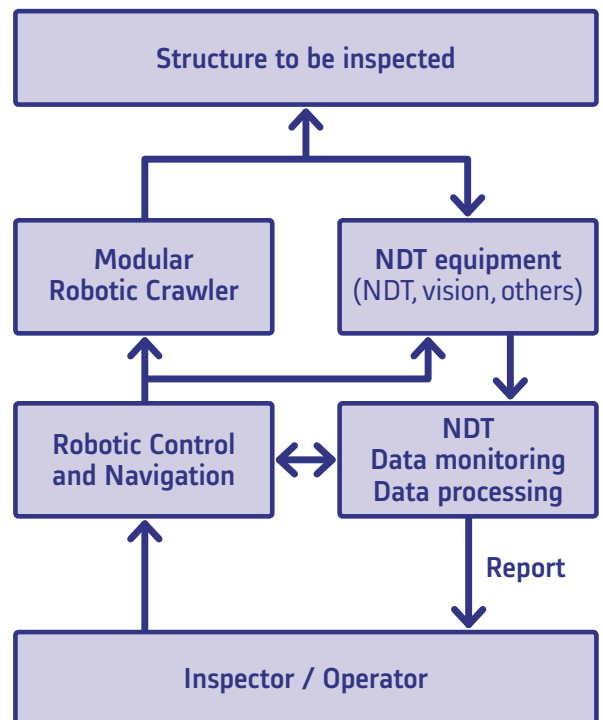 Structure to be inspected
Modular
Robotic Crawler
NDT equipment
(NDT, vision, others)
Robotic Control
and Navigation
NDT
Data monitoring
Data processing
Report
Inspector / Operator